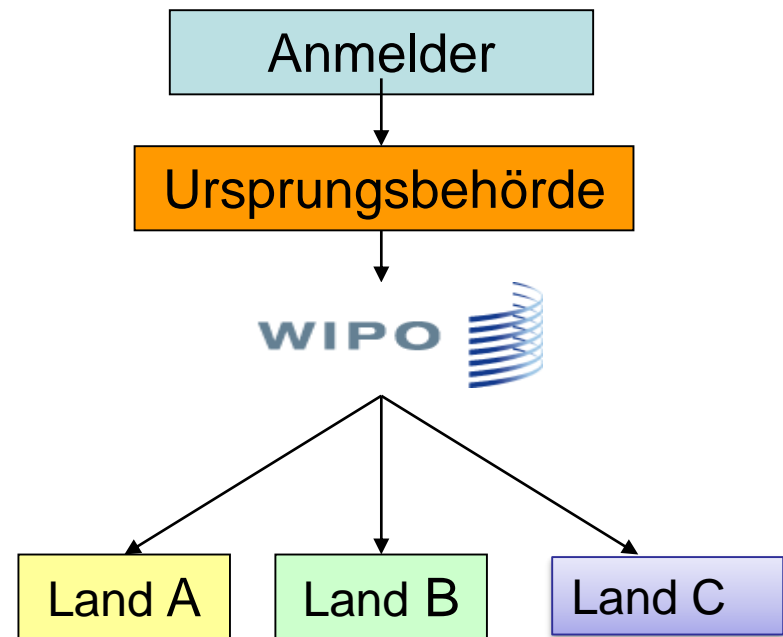 Anmelder
Ursprungsbehörde
WIPO
Land A
Land B
Land C